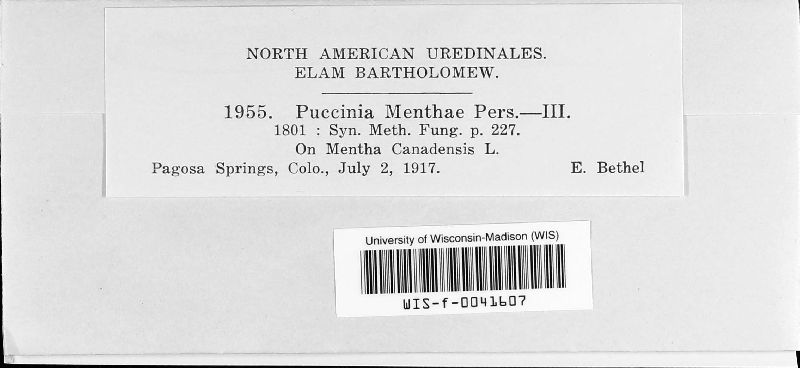 NORTH AMERICAN UREDINALES.
ELAM BARTHOLOMEW.
1955. Puccinia Menthae Pers.—III.
1801 : Syn. Meth. Fung. p. 227.
On Mentha Canadensis L.
Pagosa Springs, Colo., July 2, 1917. E. Bethel
University of Wisconsin-Madison (WIS)
WIS-f-0041607